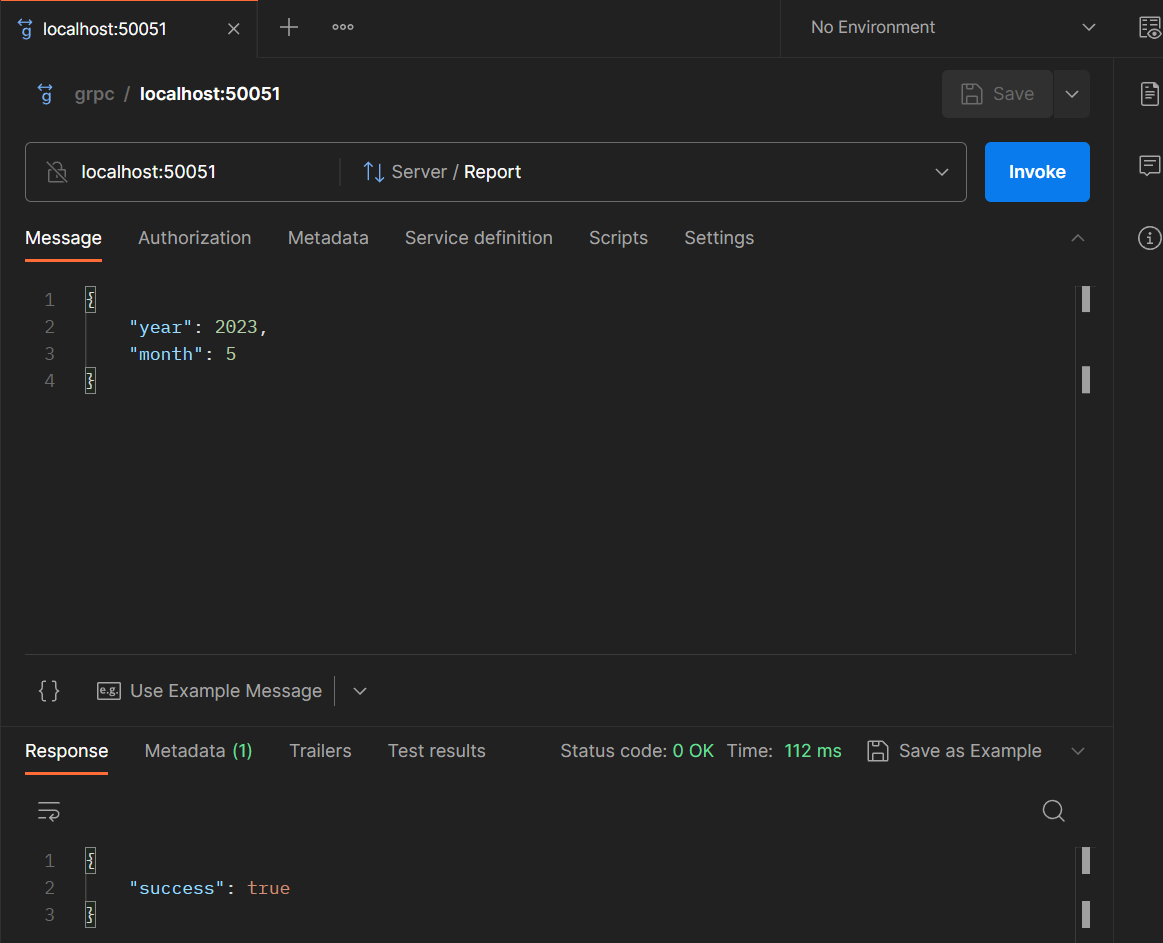 localhost:50051
No Environment
grpc / localhost:50051
Save
localhost:50051 Server / Report Invoke
Message Authorization Metadata Service definition Scripts Settings
1 {
2 "year": 2023,
3 "month": 5
4 }
{} e.g. Use Example Message
Response Metadata (1) Trailers Test results Status code: 0 OK Time: 112 ms Save as Example
1 {
2 "success": true
3 }